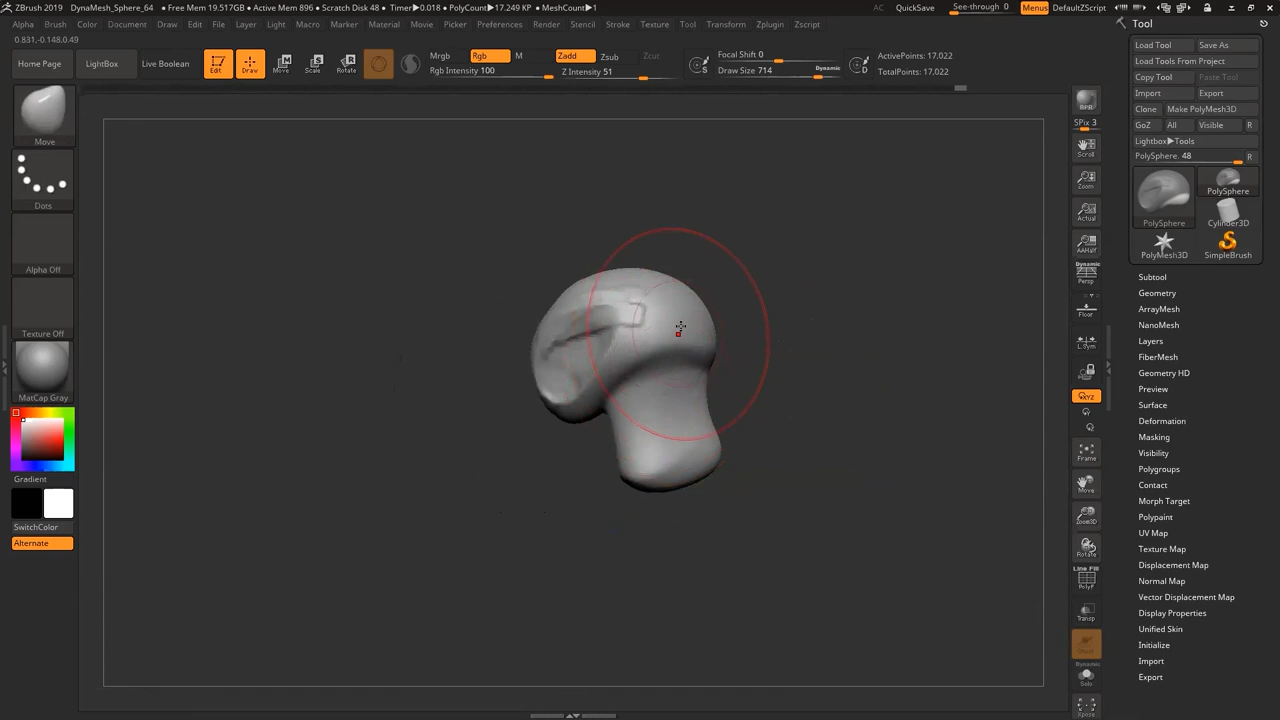 ZBrush 2019 DynaMesh_Sphere_64 ● Free Mem 19.517GB ● Active Mem 896 ● Scratch Disk 48 ● Timer▶0.018 ● PolyCount▶17.249 KP ● MeshCount▶1 AC QuickSave See-through 0 Menus DefaultZScript
Alpha Brush Color Document Draw Edit File Layer Light Macro Marker Material Movie Picker Preferences Render Stencil Stroke Texture Tool Transform Zplugin Zscript
0.831,-0.148,0.49
Home Page LightBox Live Boolean Edit Draw Move Scale Rotate
Mrgb Rgb M Zadd Zsub Zcut
Rgb Intensity 100 Z Intensity 51
S Focal Shift 0
Draw Size 714 Dynamic
D ActivePoints: 17,022
TotalPoints: 17,022
Move
Dots
Alpha Off
Texture Off
MatCap Gray
Gradient
SwitchColor
Alternate
BPR
SPix 3
Scroll
Zoom
Actual
AAHalf
Dynamic
Persp
Floor
L.Sym
XYZ
Frame
Move
Zoom3D
Rotate
Line Fill
PolyF
Transp
Dynamic
Solo
Xpose
Tool
Load Tool Save As
Load Tools From Project
Copy Tool Paste Tool
Import Export
Clone Make PolyMesh3D
GoZ All Visible R
Lightbox▶Tools
PolySphere. 48 R
PolySphere PolySphere
Cylinder3D
PolyMesh3D SimpleBrush
Subtool
Geometry
ArrayMesh
NanoMesh
Layers
FiberMesh
Geometry HD
Preview
Surface
Deformation
Masking
Visibility
Polygroups
Contact
Morph Target
Polypaint
UV Map
Texture Map
Displacement Map
Normal Map
Vector Displacement Map
Display Properties
Unified Skin
Initialize
Import
Export